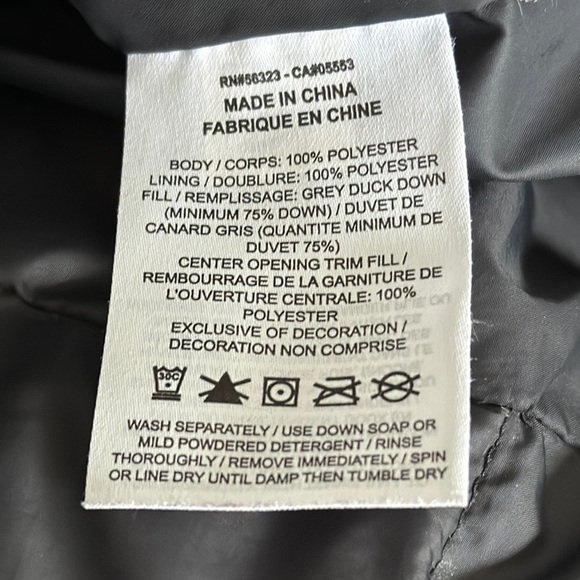 RN#56323 - CA#05553
MADE IN CHINA
FABRIQUE EN CHINE
BODY / CORPS: 100% POLYESTER
LINING / DOUBLURE: 100% POLYESTER
FILL / REMPLISSAGE: GREY DUCK DOWN
(MINIMUM 75% DOWN) / DUVET DE
CANARD GRIS (QUANTITE MINIMUM DE
DUVET 75%)
CENTER OPENING TRIM FILL /
REMBOURRAGE DE LA GARNITURE DE
L'OUVERTURE CENTRALE: 100%
POLYESTER
EXCLUSIVE OF DECORATION /
DECORATION NON COMPRISE
30C
WASH SEPARATELY / USE DOWN SOAP OR
MILD POWDERED DETERGENT / RINSE
THOROUGHLY / REMOVE IMMEDIATELY / SPIN
OR LINE DRY UNTIL DAMP THEN TUMBLE DRY